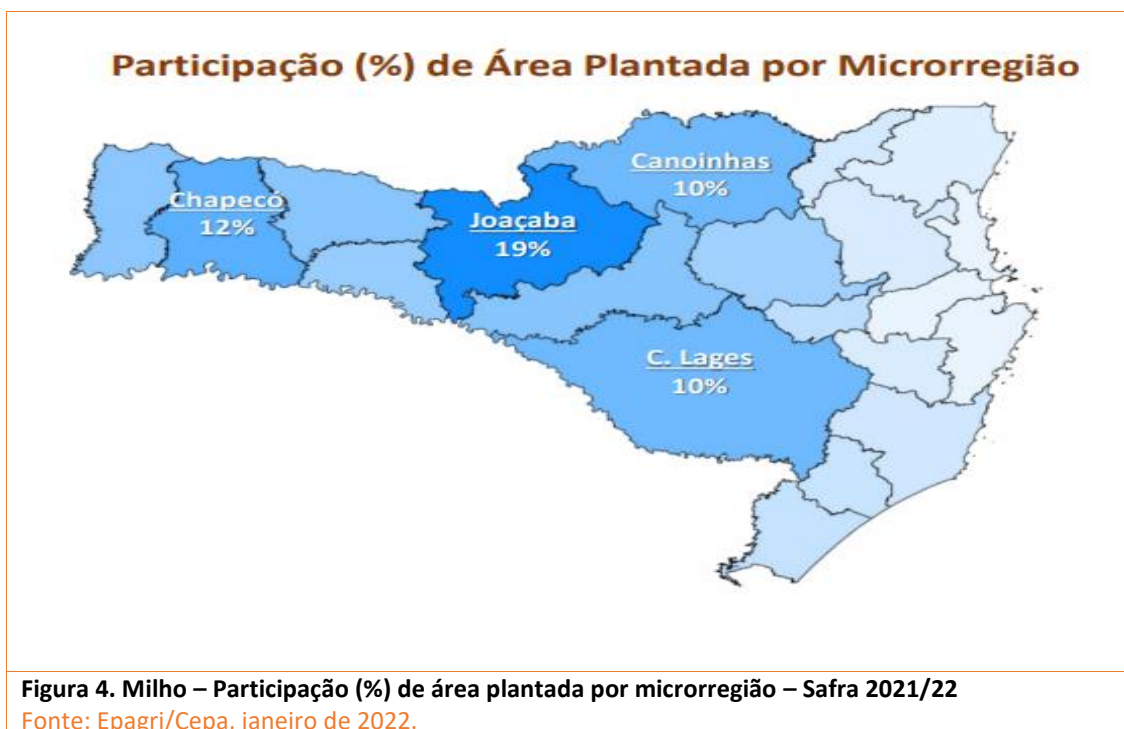 Participação (%) de Área Plantada por Microrregião
Canoinhas
10%
Chapecó
12%
Joaçaba
19%
C. Lages
10%
Figura 4. Milho – Participação (%) de área plantada por microrregião – Safra 2021/22
Fonte: Epagri/Cepa, janeiro de 2022.